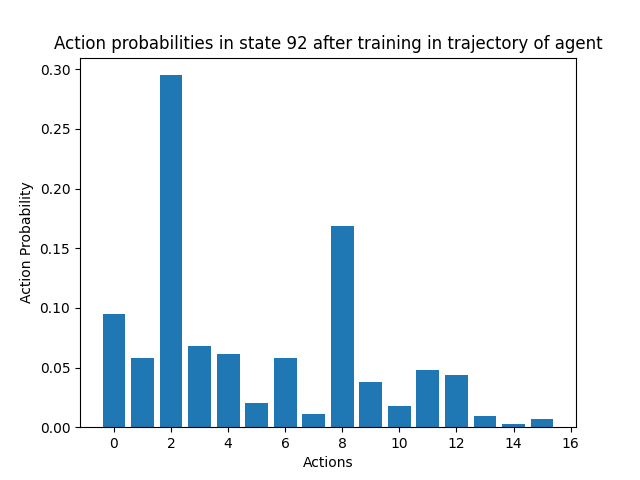 Action probabilities in state 92 after training in trajectory of agent
0.30
0.25
0.20
0.15
0.10
0.05
0.00
Action Probability
0 2 4 6 8 10 12 14 16
Actions